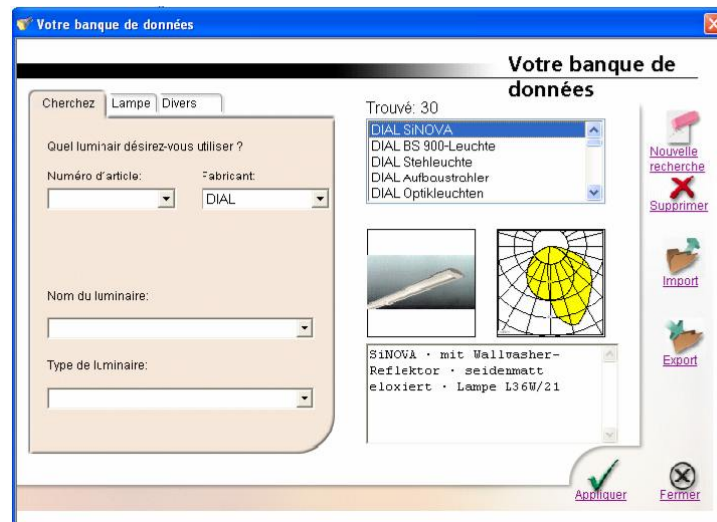 Votre banque de données
Votre banque de
données
Cherchez
Lampe
Divers
Quel luminair désirez-vous utiliser ?
Numéro d'article:
Fabricant:
DIAL
Nom du luminaire:
Type de luminaire:
Trouvé: 30
DIAL SiNOVA
DIAL BS 900-Leuchte
DIAL Stehleuchte
DIAL Aufbaustrahler
DIAL Optikleuchten
SiNOVA · mit Wallwasher-
Reflektor · seidenmatt
eloxiert · Lampe L36W/21
Nouvelle
recherche
Supprimer
Import
Export
Appliquer
Fermer